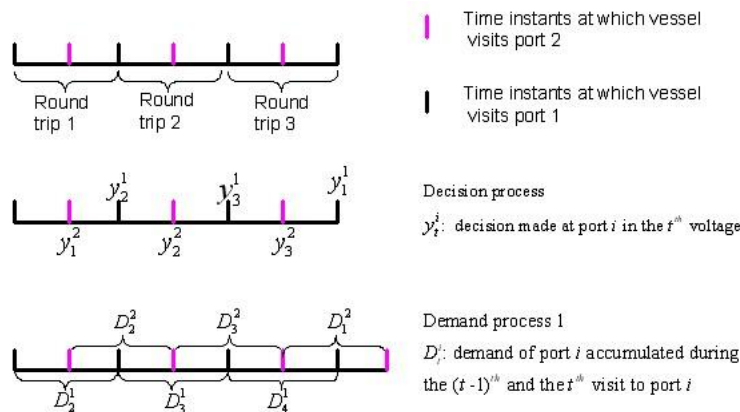 Time instants at which vessel
visits port 2
Time instants at which vessel
visits port 1
Round
trip 1
Round
trip 2
Round
trip 3
y_2^1
y_3^1
y_1^1
y_1^2
y_2^2
y_3^2
Decision process
y_t^i: decision made at port i in the t^th voltage
D_2^2
D_3^2
D_1^2
D_2^1
D_3^1
D_4^1
Demand process 1
D_t^i: demand of port i accumulated during
the (t -1)^th and the t^th visit to port i